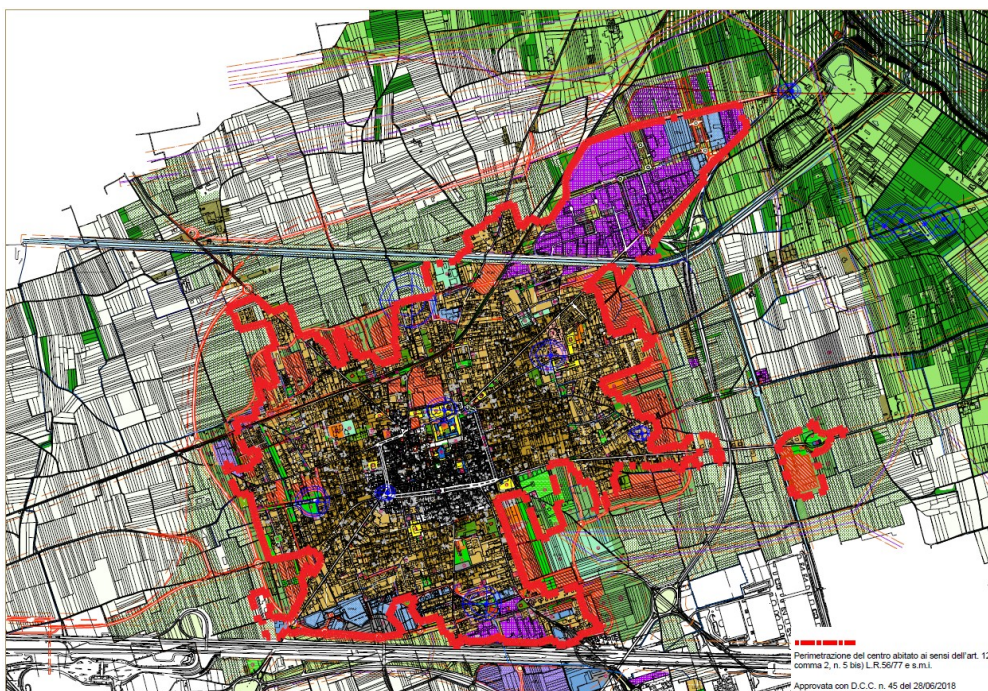 Perimetrazione del centro abitato ai sensi dell'art. 12
comma 2, n. 5 bis) L.R.56/77 e s.m.i.
Approvata con D.C.C. n. 45 del 28/06/2018